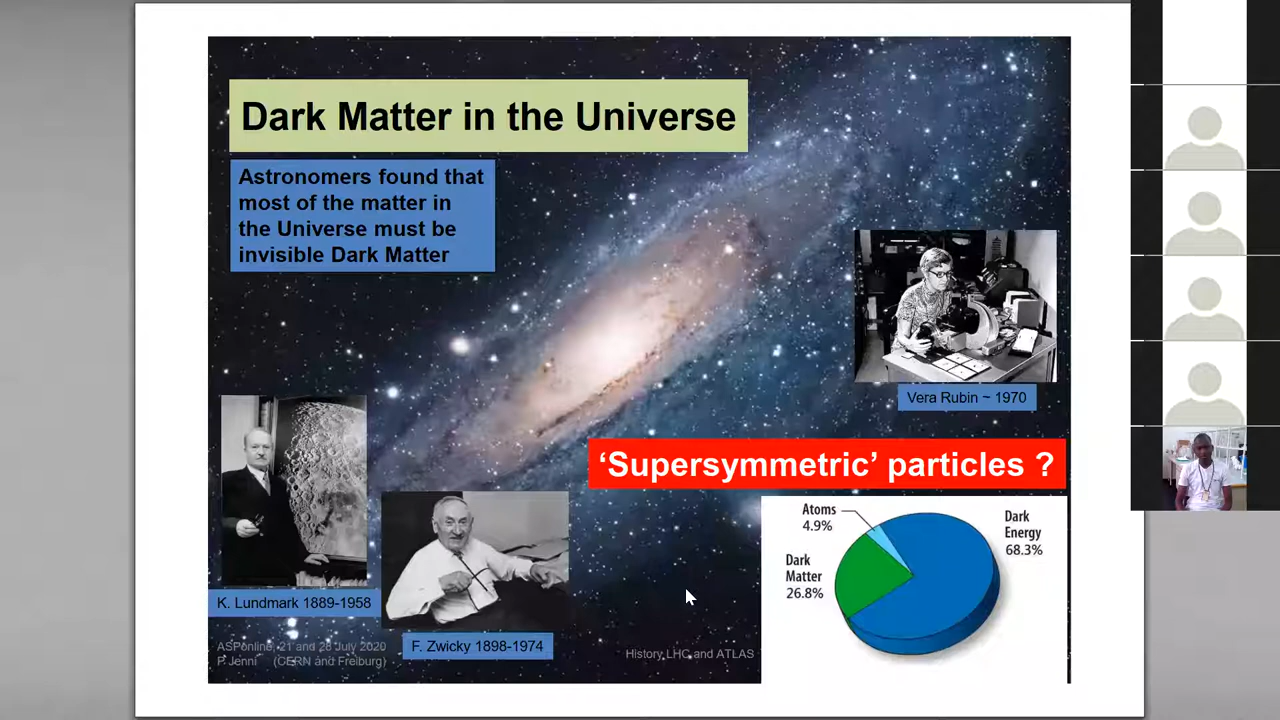 Dark Matter in the Universe
Astronomers found that
most of the matter in
the Universe must be
invisible Dark Matter
Vera Rubin ~ 1970
‘Supersymmetric’ particles ?
Atoms
4.9%
Dark
Energy
68.3%
Dark
Matter
26.8%
K. Lundmark 1889-1958
F. Zwicky 1898-1974
ASPonline, 21 and 28 July 2020
P Jenni (CERN and Freiburg)
History LHC and ATLAS